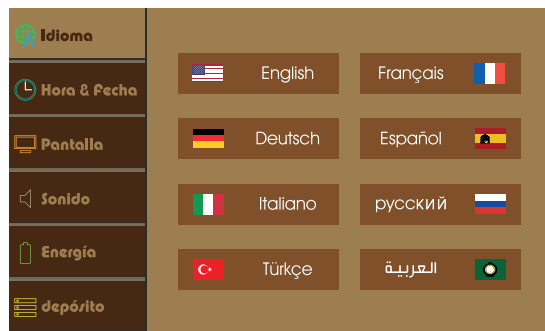 Idioma
Hora & Fecha
Pantalla
Sonido
Energía
depósito
English
Français
Deutsch
Español
Italiano
русский
Türkçe
العربية